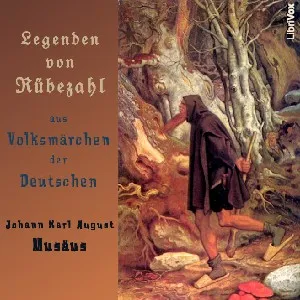 Legenden
von
Rübezahl
aus
Volksmärchen
der
Deutschen
Johann Karl August
Musäus
LibriVox